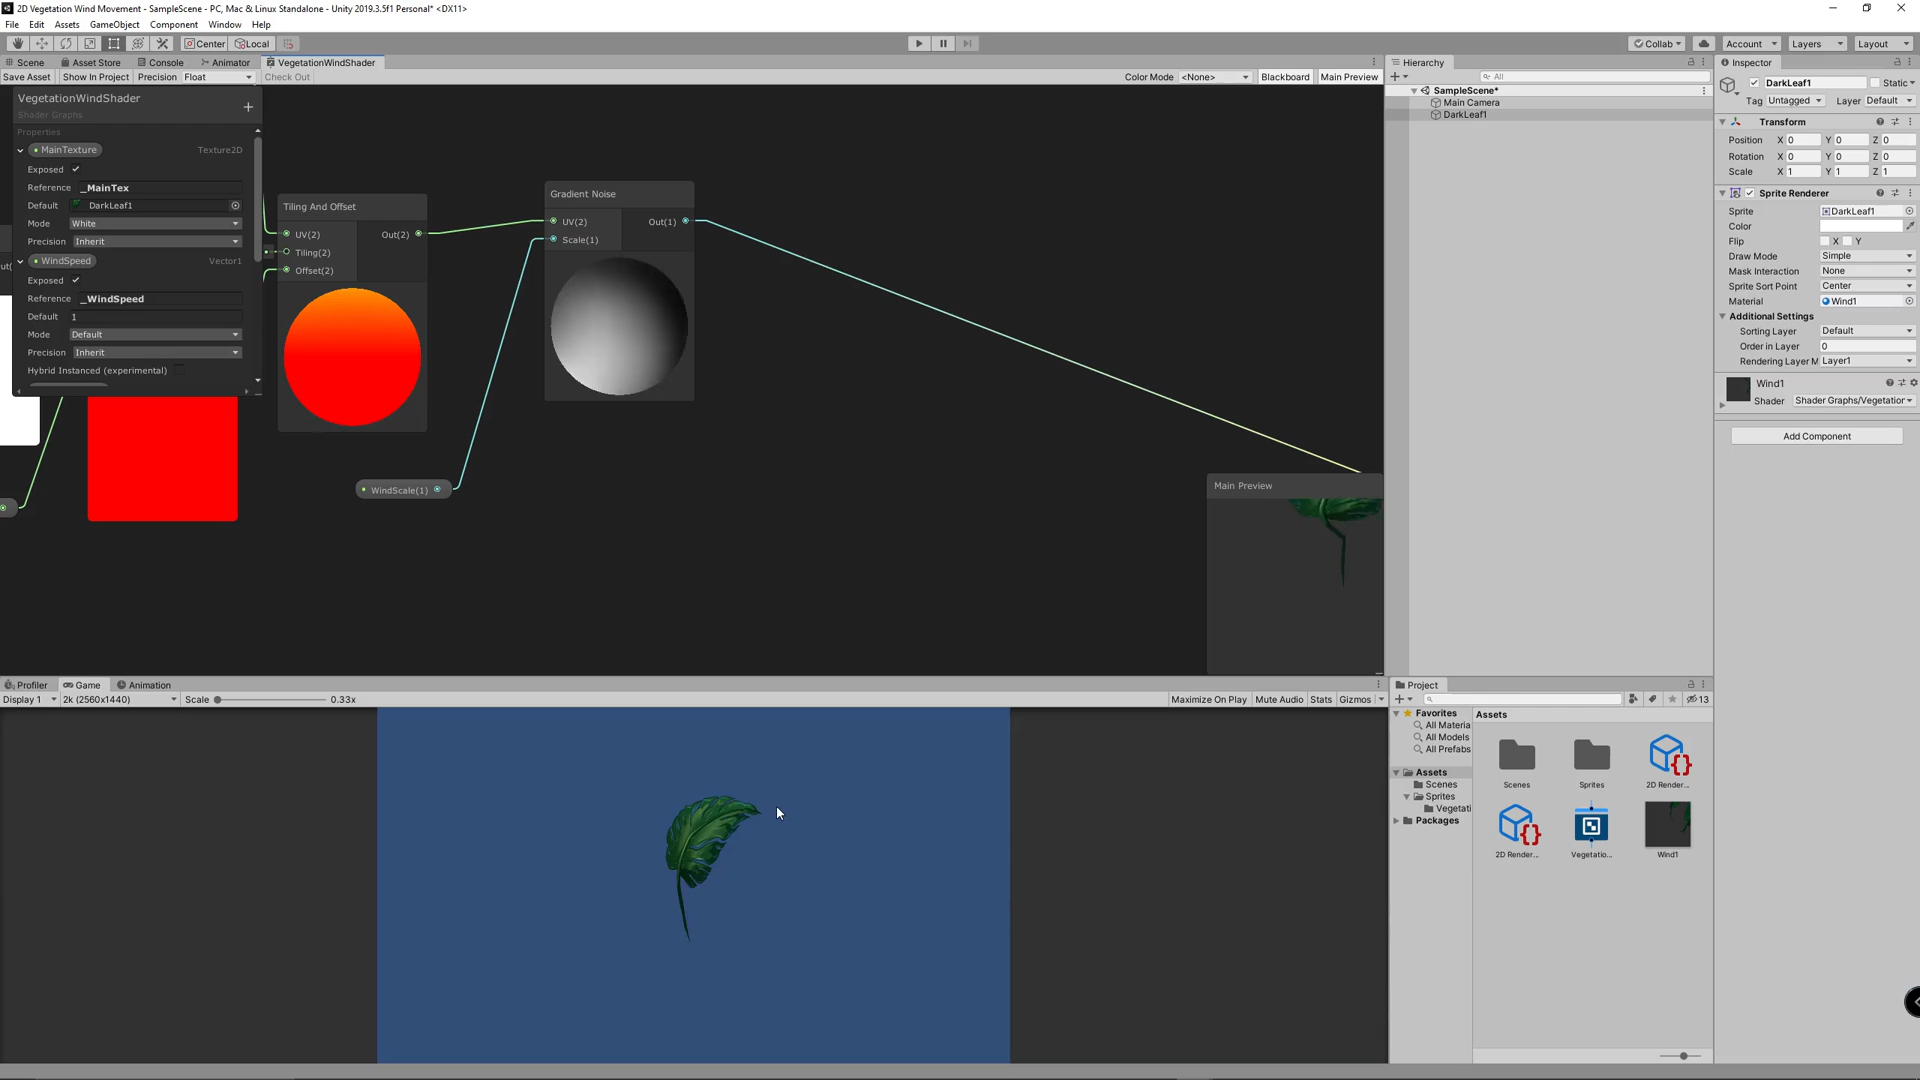 2D Vegetation Wind Movement - SampleScene - PC, Mac & Linux Standalone - Unity 2019.3.5f1 Personal* <DX11>
File Edit Assets GameObject Component Window Help
Center Local Collab Account Layers Layout
Scene Asset Store Console Animator VegetationWindShader
Save Asset Show In Project Precision Float Check Out Color Mode <None> Blackboard Main Preview
VegetationWindShader
Shader Graphs
Properties
MainTexture Texture2D
Exposed
Reference _MainTex
Default DarkLeaf1
Mode White
Precision Inherit
WindSpeed Vector1
Exposed
Reference _WindSpeed
Default 1
Mode Default
Precision Inherit
Hybrid Instanced (experimental)
Tiling And Offset
UV(2) Out(2)
Tiling(2)
Offset(2)
Gradient Noise
UV(2) Out(1)
Scale(1)
WindScale(1)
Main Preview
Hierarchy
All
SampleScene*
Main Camera
DarkLeaf1
Inspector
DarkLeaf1 Static
Tag Untagged Layer Default
Transform
Position X 0 Y 0 Z 0
Rotation X 0 Y 0 Z 0
Scale X 1 Y 1 Z 1
Sprite Renderer
Sprite DarkLeaf1
Color
Flip X Y
Draw Mode Simple
Mask Interaction None
Sprite Sort Point Center
Material Wind1
Additional Settings
Sorting Layer Default
Order in Layer 0
Rendering Layer M Layer1
Wind1
Shader Shader Graphs/Vegetation
Add Component
Profiler Game Animation
Display 1 2k (2560x1440) Scale 0.33x Maximize On Play Mute Audio Stats Gizmos
Project
13
Favorites
All Materia
All Models
All Prefabs
Assets
Scenes
Sprites
Vegetati
Packages
Assets
Scenes Sprites 2D Render...
2D Render... Vegetatio... Wind1